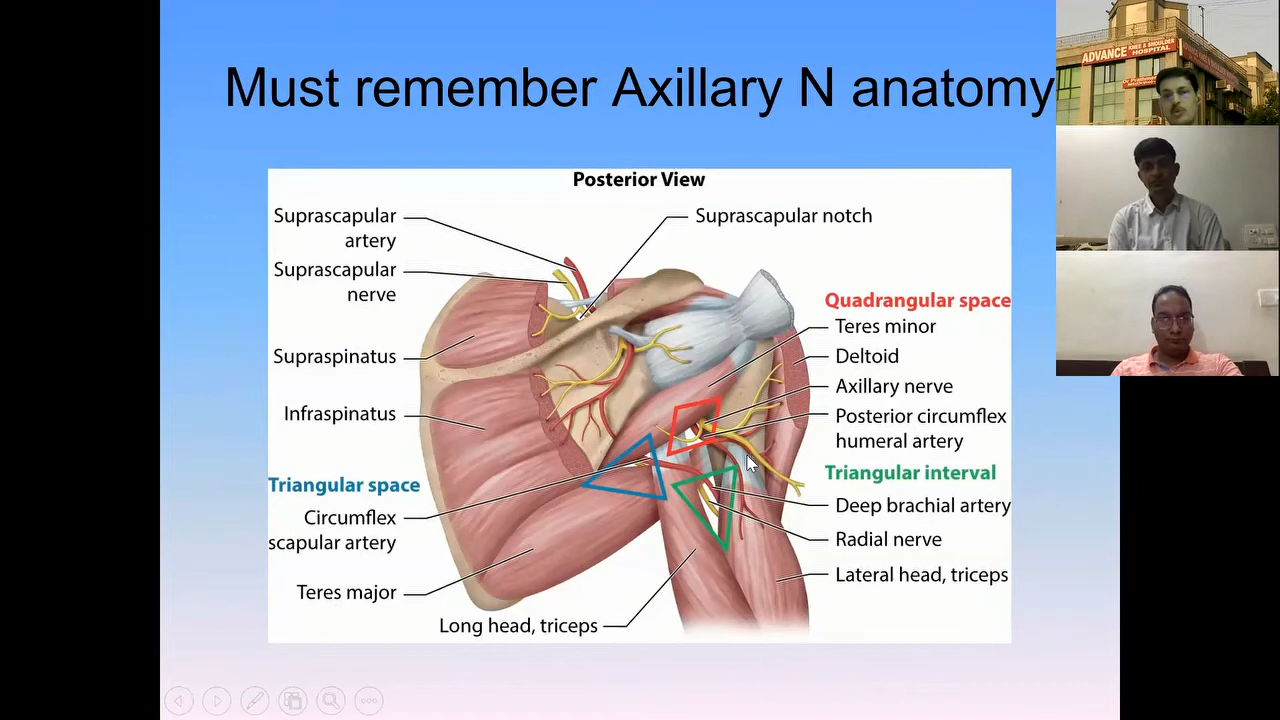 Must remember Axillary N anatomy
ADVANCE KNEE & SHOULDER
HOSPITAL
Posterior View
Suprascapular
artery
Suprascapular
nerve
Supraspinatus
Infraspinatus
Triangular space
Circumflex
scapular artery
Teres major
Long head, triceps
Suprascapular notch
Quadrangular space
Teres minor
Deltoid
Axillary nerve
Posterior circumflex
humeral artery
Triangular interval
Deep brachial artery
Radial nerve
Lateral head, triceps